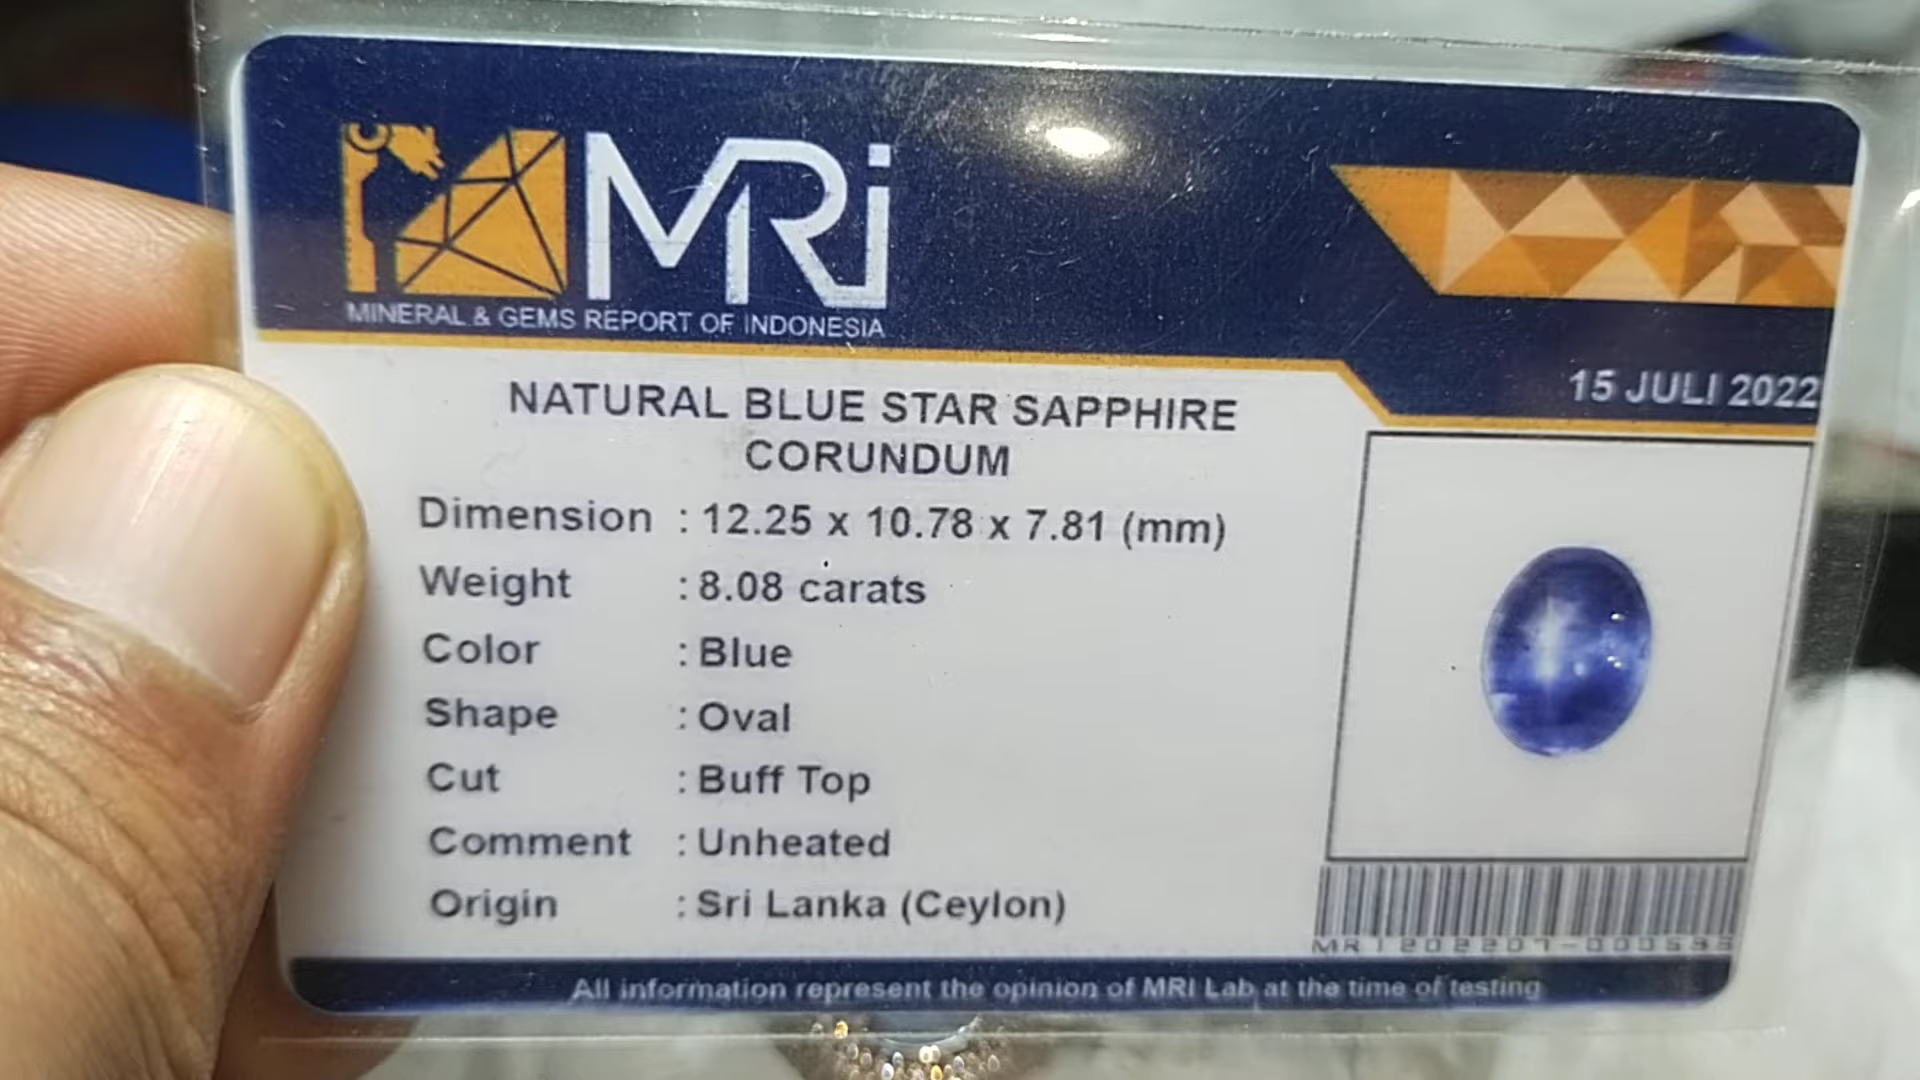 MRi
MINERAL & GEMS REPORT OF INDONESIA
15 JULI 2022
NATURAL BLUE STAR SAPPHIRE
CORUNDUM
Dimension : 12.25 x 10.78 x 7.81 (mm)
Weight : 8.08 carats
Color : Blue
Shape : Oval
Cut : Buff Top
Comment : Unheated
Origin : Sri Lanka (Ceylon)
All information represent the opinion of MRI Lab at the time of testing